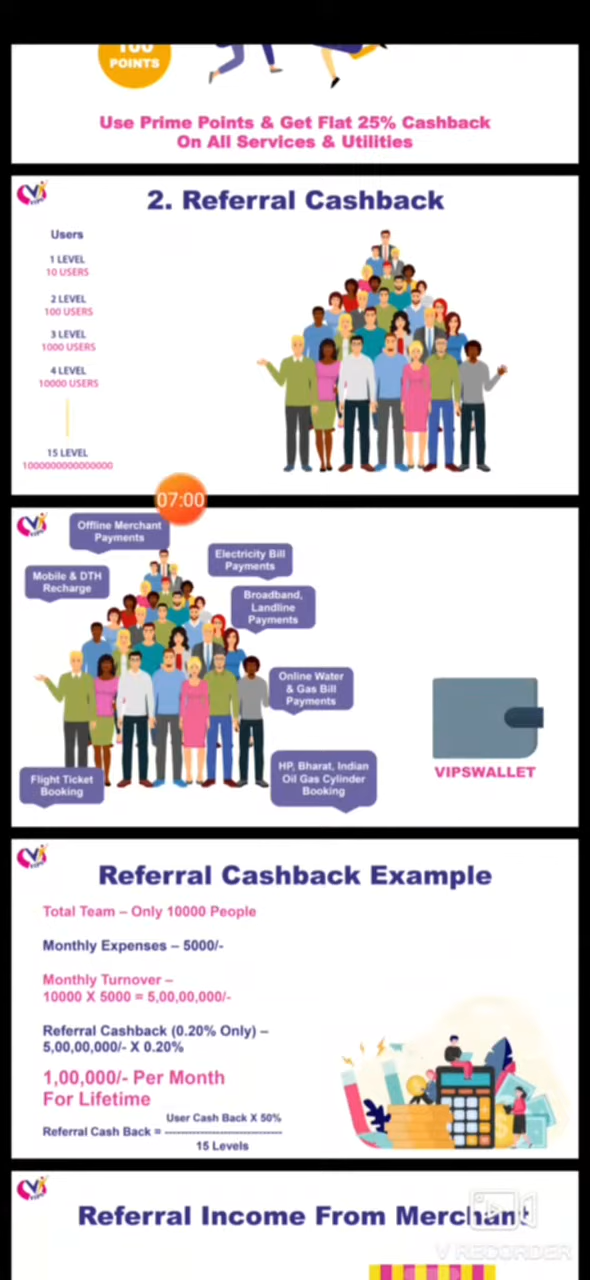 100
POINTS
Use Prime Points & Get Flat 25% Cashback
On All Services & Utilities
2. Referral Cashback
Users
1 LEVEL
10 USERS
2 LEVEL
100 USERS
3 LEVEL
1000 USERS
4 LEVEL
10000 USERS
15 LEVEL
1000000000000000
07:00
Offline Merchant
Payments
Electricity Bill
Payments
Mobile & DTH
Recharge
Broadband,
Landline
Payments
Online Water
& Gas Bill
Payments
VIPSWALLET
Flight Ticket
Booking
HP, Bharat, Indian
Oil Gas Cylinder
Booking
Referral Cashback Example
Total Team – Only 10000 People
Monthly Expenses – 5000/-
Monthly Turnover –
10000 X 5000 = 5,00,00,000/-
Referral Cashback (0.20% Only) –
5,00,00,000/- X 0.20%
1,00,000/- Per Month
For Lifetime
User Cash Back X 50%
Referral Cash Back = ------------------------------
15 Levels
Referral Income From Merchant
V RECORDER